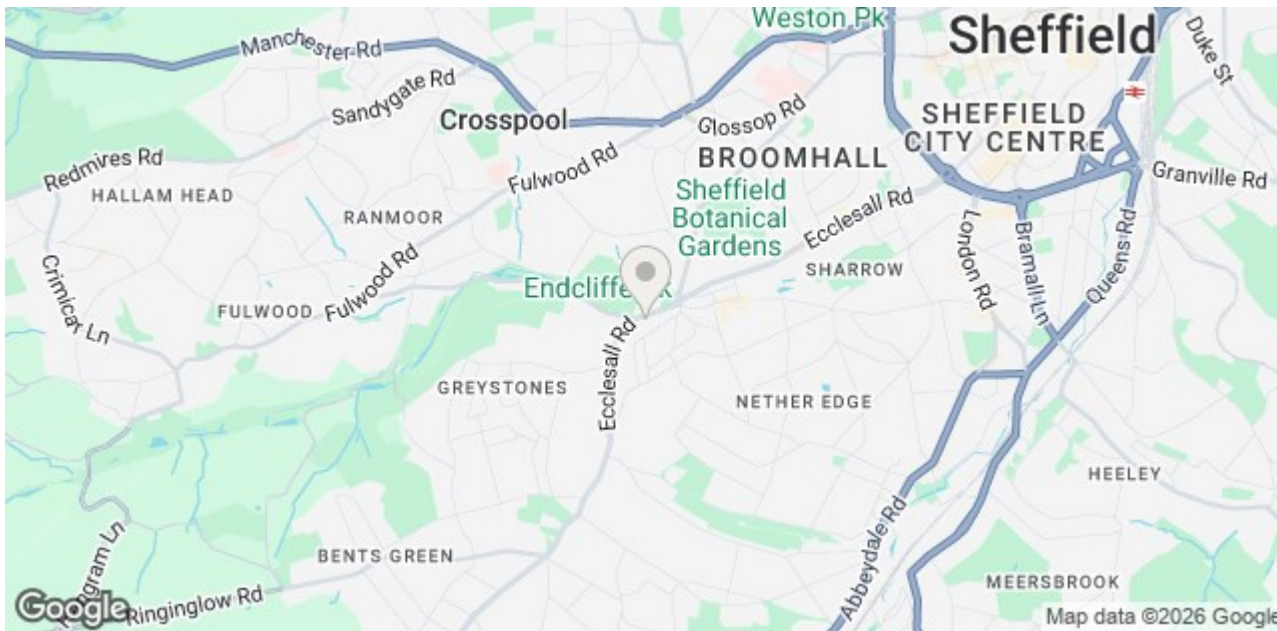 Weston Pk
Sheffield
Duke St
Manchester Rd
Sandygate Rd
Crosspool
Glossop Rd
SHEFFIELD
CITY CENTRE
Redmires Rd
Fulwood Rd
BROOMHALL
Granville Rd
HALLAM HEAD
RANMOOR
Sheffield
Botanical
Gardens
Ecclesall Rd
London Rd
Bramall Ln
Queens Rd
Crimicar Ln
FULWOOD
Fulwood Rd
Endcliffe
SHARROW
Ecclesall Rd
GREYSTONES
NETHER EDGE
HEELEY
Abbeydale Rd
BENTS GREEN
MEERSBROOK
Ringinglow Rd
Google
Map data ©2026 Google